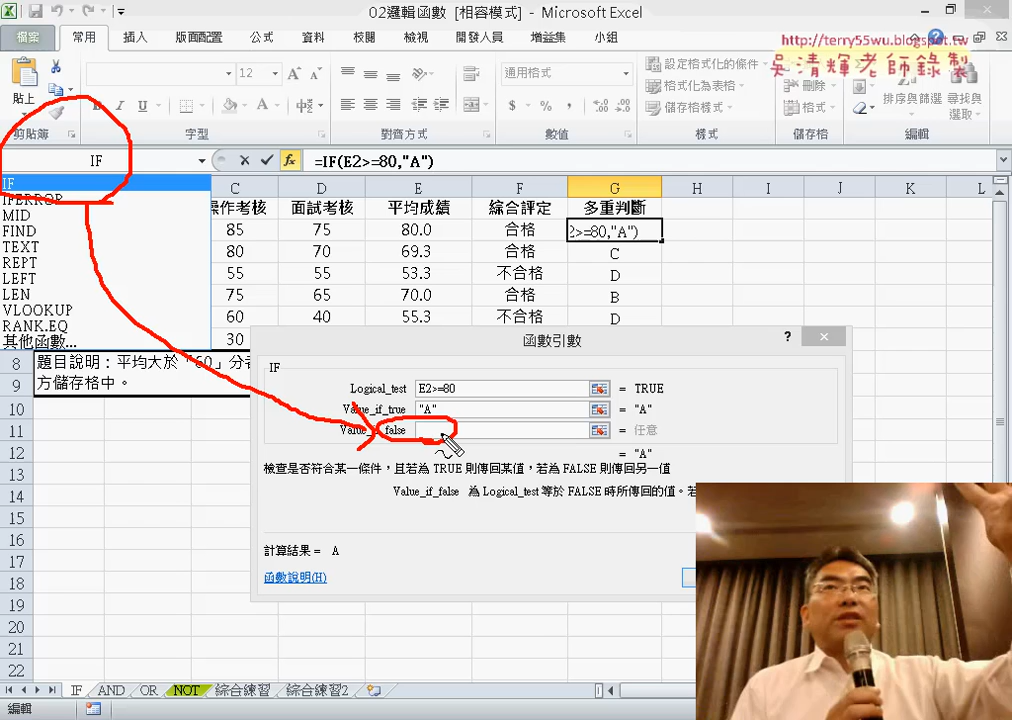 02邏輯函數 [相容模式] - Microsoft Excel
檔案 常用 插入 版面配置 公式 資料 校閱 檢視 開發人員 增益集 小組
http://terry55wu.blogspot.tw
吳清輝老師錄製
貼上 12 通用格式 設定格式化的條件 刪除
格式化為表格 排序與篩選 尋找與
儲存格樣式 格式 選取
剪貼簿 字型 對齊方式 數值 樣式 儲存格 編輯
IF =IF(E2>=80,"A")
IF C D E F G H I J K L
IFERROR 操作考核 面試考核 平均成績 綜合評定 多重判斷
MID 85 75 80.0 合格 2>=80,"A")
FIND 80 70 69.3 合格 C
TEXT 55 55 53.3 不合格 D
REPT 75 65 70.0 合格 B
LEFT 60 40 55.3 不合格 D
LEN 30
VLOOKUP
RANK.EQ
其他函數...
8 題目說明：平均大於「60」分
9 方儲存格中。
10
11
12
13
14
15
16
17
18
19
20
21
22
函數引數
IF
Logical_test E2>=80 = TRUE
Value_if_true "A" = "A"
Value_if_false = 任意
= "A"
檢查是否符合某一條件，且若為 TRUE 則傳回某值，若為 FALSE 則傳回另一值
Value_if_false 為 Logical_test 等於 FALSE 時所傳回的值。若
計算結果 = A
函數說明(H)
IF AND OR NOT 綜合練習 綜合練習2
編輯